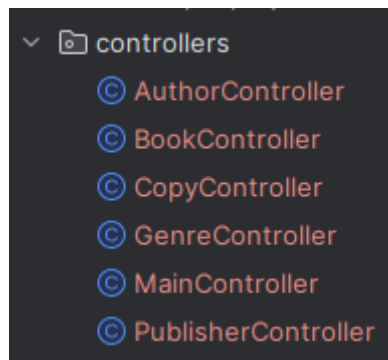 controllers
AuthorController
BookController
CopyController
GenreController
MainController
PublisherController